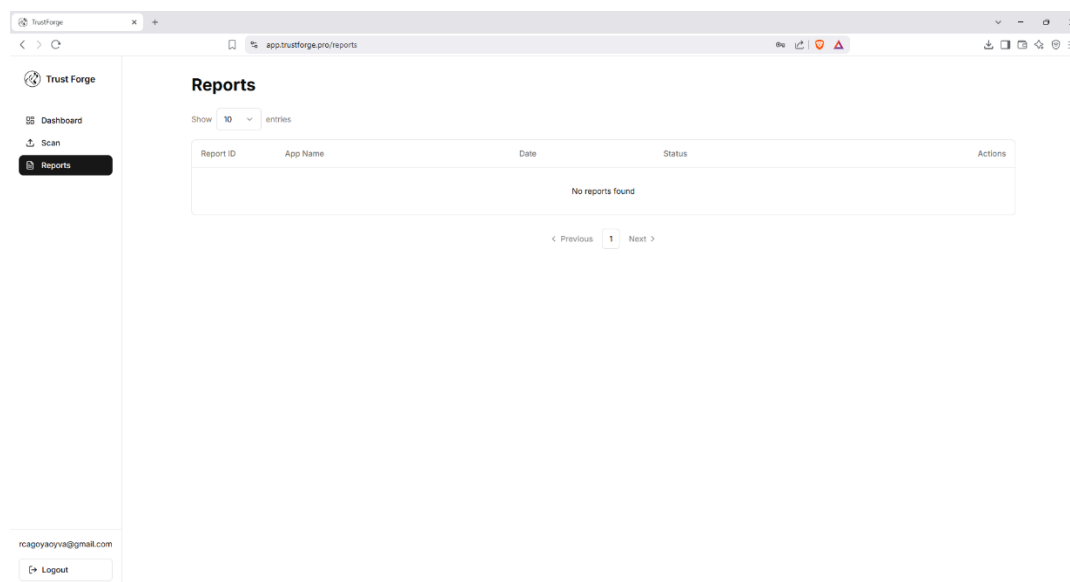 TrustForge
app.trustforge.pro/reports
Trust Forge
Dashboard
Scan
Reports
rcagoyaoyva@gmail.com
Logout
Reports
Show 10 entries
Report ID App Name Date Status Actions
No reports found
Previous 1 Next